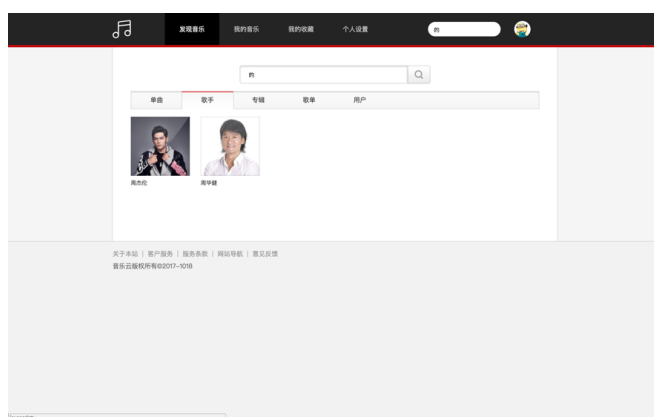 发现音乐 我的音乐 我的收藏 个人设置 的
的
单曲 歌手 专辑 歌单 用户
周杰伦 周华健
关于本站 | 客户服务 | 服务条款 | 网站导航 | 意见反馈
音乐云版权所有©2017-1018